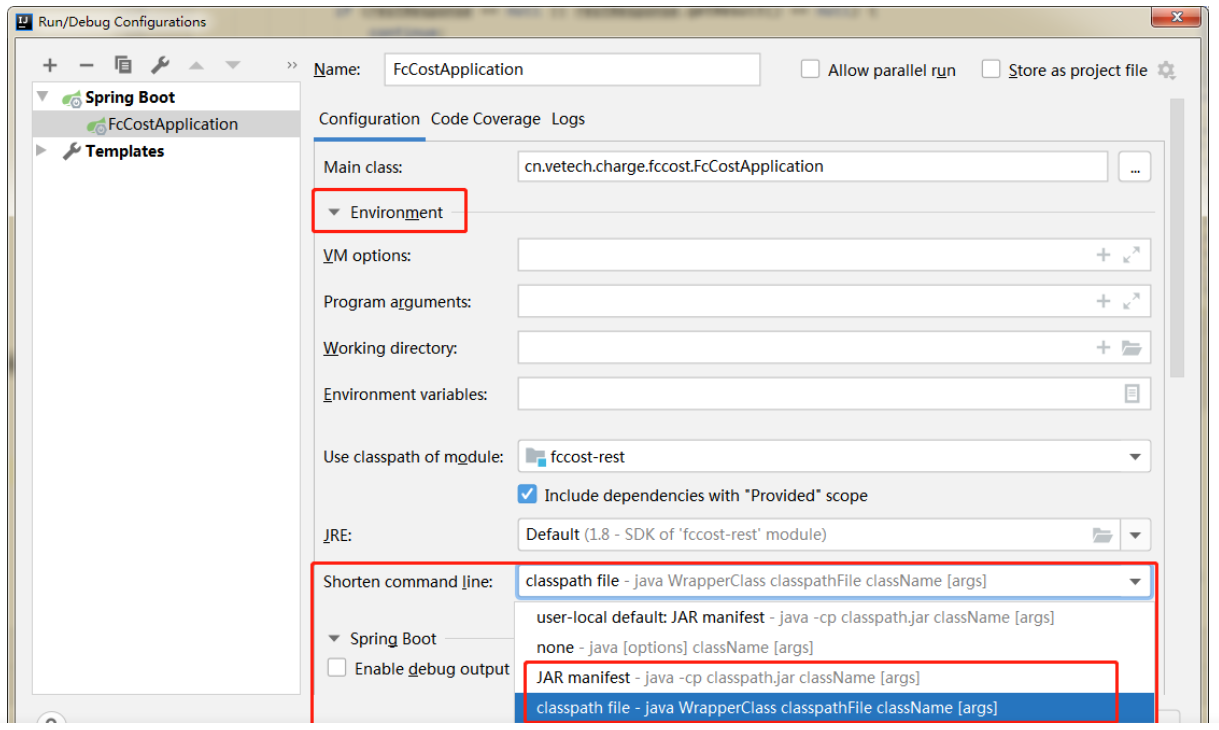 Run/Debug Configurations
Name: FcCostApplication Allow parallel run Store as project file
Spring Boot
FcCostApplication
Templates
Configuration Code Coverage Logs
Main class: cn.vetech.charge.fccost.FcCostApplication ...
Environment
VM options:
Program arguments:
Working directory:
Environment variables:
Use classpath of module: fccost-rest
Include dependencies with "Provided" scope
JRE: Default (1.8 - SDK of 'fccost-rest' module)
Shorten command line: classpath file - java WrapperClass classpathFile className [args]
user-local default: JAR manifest - java -cp classpath.jar className [args]
none - java [options] className [args]
JAR manifest - java -cp classpath.jar className [args]
classpath file - java WrapperClass classpathFile className [args]
Spring Boot
Enable debug output